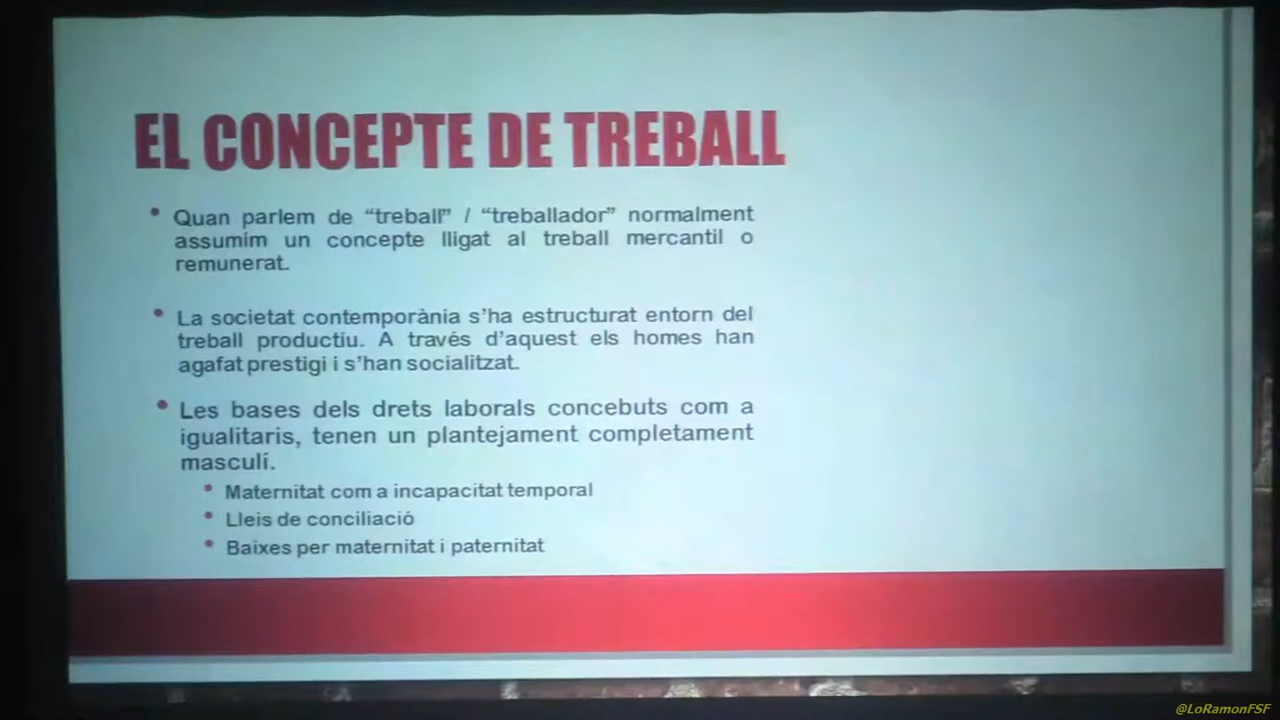 EL CONCEPTE DE TREBALL
• Quan parlem de “treball” / “treballador” normalment
assumim un concepte lligat al treball mercantil o
remunerat.
• La societat contemporània s’ha estructurat entorn del
treball productiu. A través d’aquest els homes han
agafat prestigi i s’han socialitzat.
• Les bases dels drets laborals concebuts com a
igualitaris, tenen un plantejament completament
masculí.
• Maternitat com a incapacitat temporal
• Lleis de conciliació
• Baixes per maternitat i paternitat
@LoRamonFSF